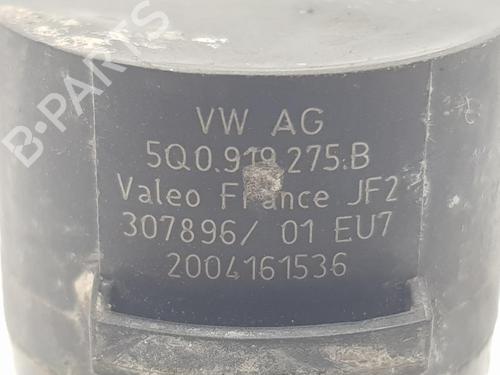 B-PARTS
VW AG
5Q0.919.275.B
Valeo France JF2
307896/ 01 EU7
2004161536